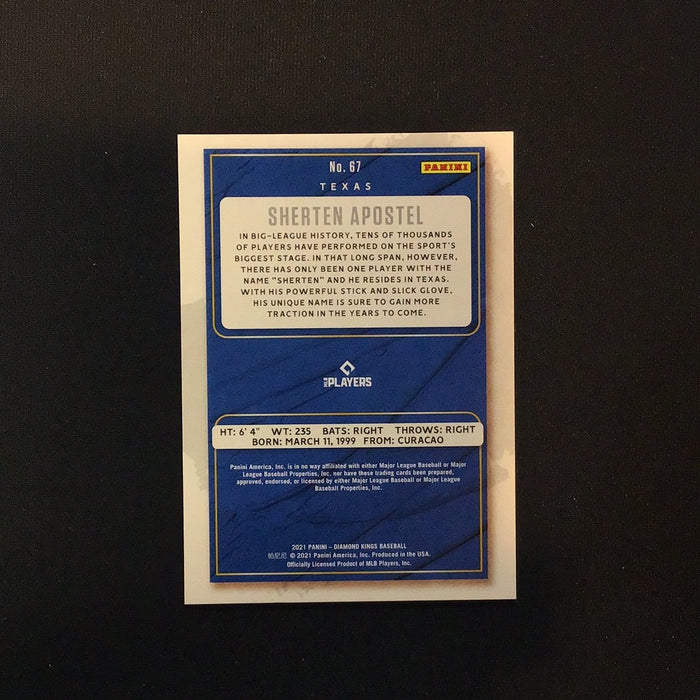 No. 67
PANINI
TEXAS
SHERTEN APOSTEL
IN BIG-LEAGUE HISTORY, TENS OF THOUSANDS
OF PLAYERS HAVE PERFORMED ON THE SPORT'S
BIGGEST STAGE. IN THAT LONG SPAN, HOWEVER,
THERE HAS ONLY BEEN ONE PLAYER WITH THE
NAME "SHERTEN" AND HE RESIDES IN TEXAS.
WITH HIS POWERFUL STICK AND SLICK GLOVE,
HIS UNIQUE NAME IS SURE TO GAIN MORE
TRACTION IN THE YEARS TO COME.
MLB PLAYERS
HT: 6' 4" WT: 235 BATS: RIGHT THROWS: RIGHT
BORN: MARCH 11, 1999 FROM: CURACAO
Panini America, Inc. is in no way affiliated with either Major League Baseball or Major
League Baseball Properties, Inc. nor have these trading cards been prepared,
approved, endorsed, or licensed by either Major League Baseball or Major League
Baseball Properties, Inc.
2021 PANINI – DIAMOND KINGS BASEBALL
帕尼尼 © 2021 Panini America, Inc. Produced in the USA.
Officially Licensed Product of MLB Players, Inc.